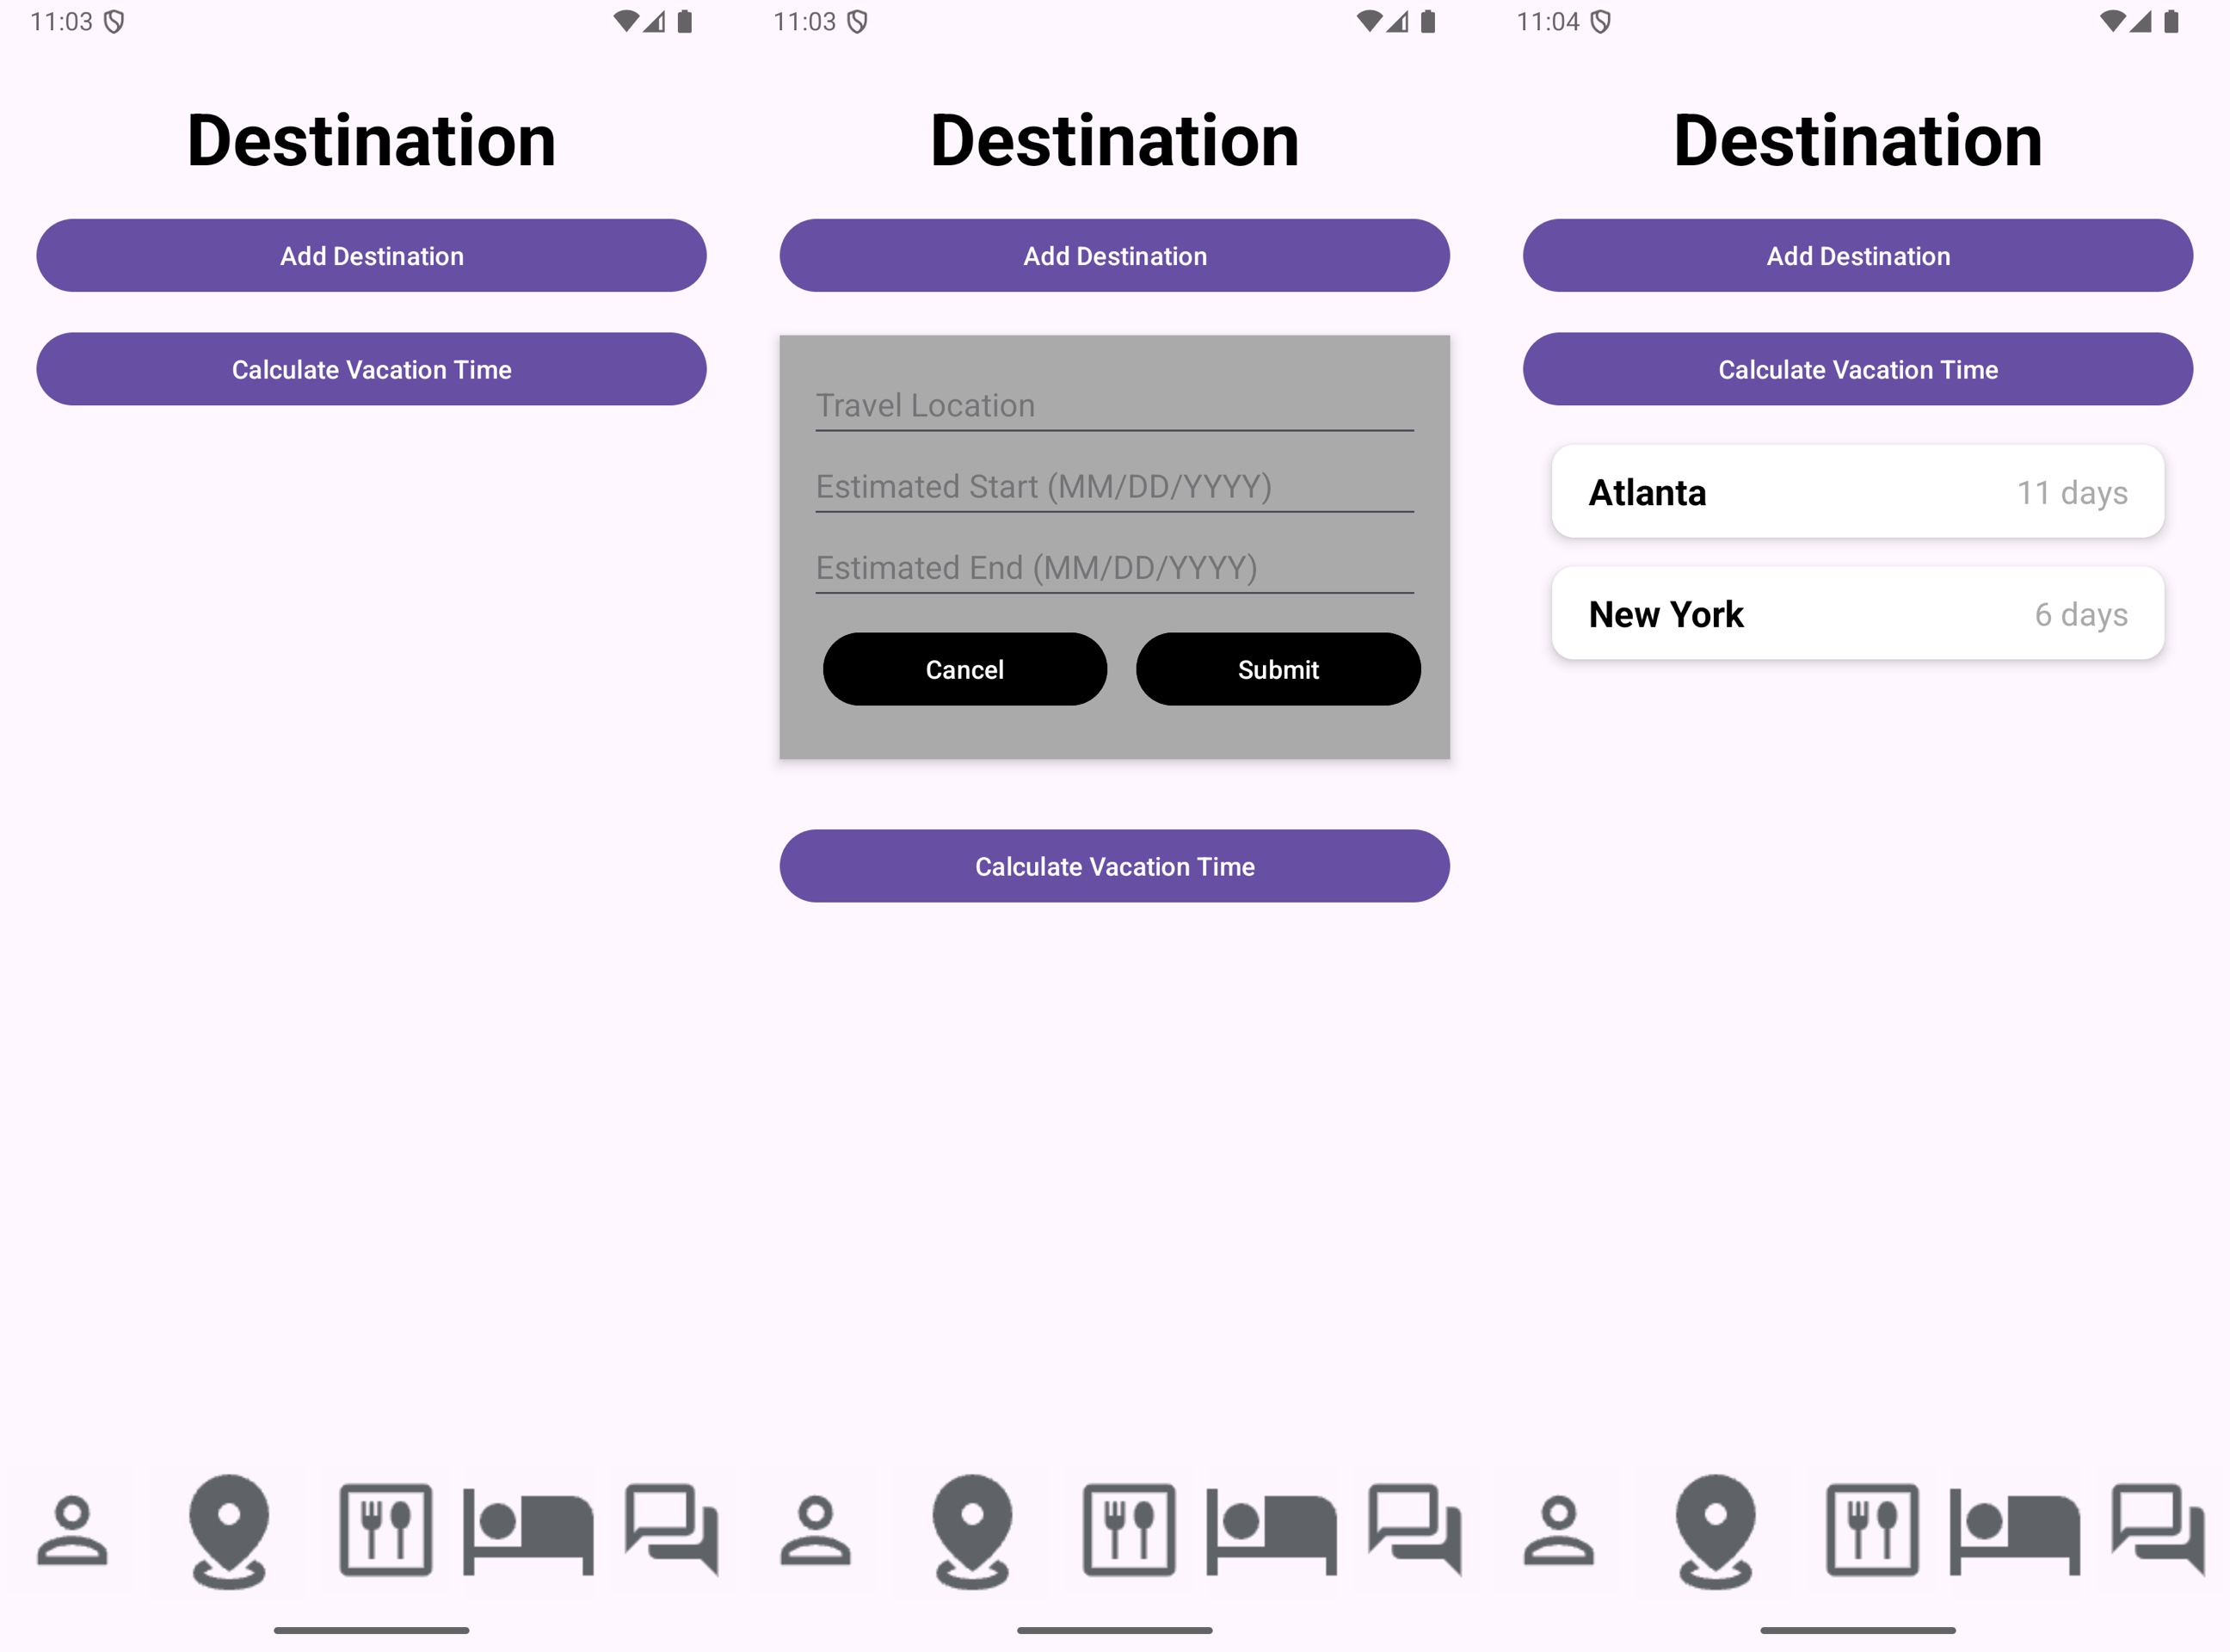 11:03
Destination
Add Destination
Calculate Vacation Time
11:03
Destination
Add Destination
Travel Location
Estimated Start (MM/DD/YYYY)
Estimated End (MM/DD/YYYY)
Cancel Submit
Calculate Vacation Time
11:04
Destination
Add Destination
Calculate Vacation Time
Atlanta 11 days
New York 6 days